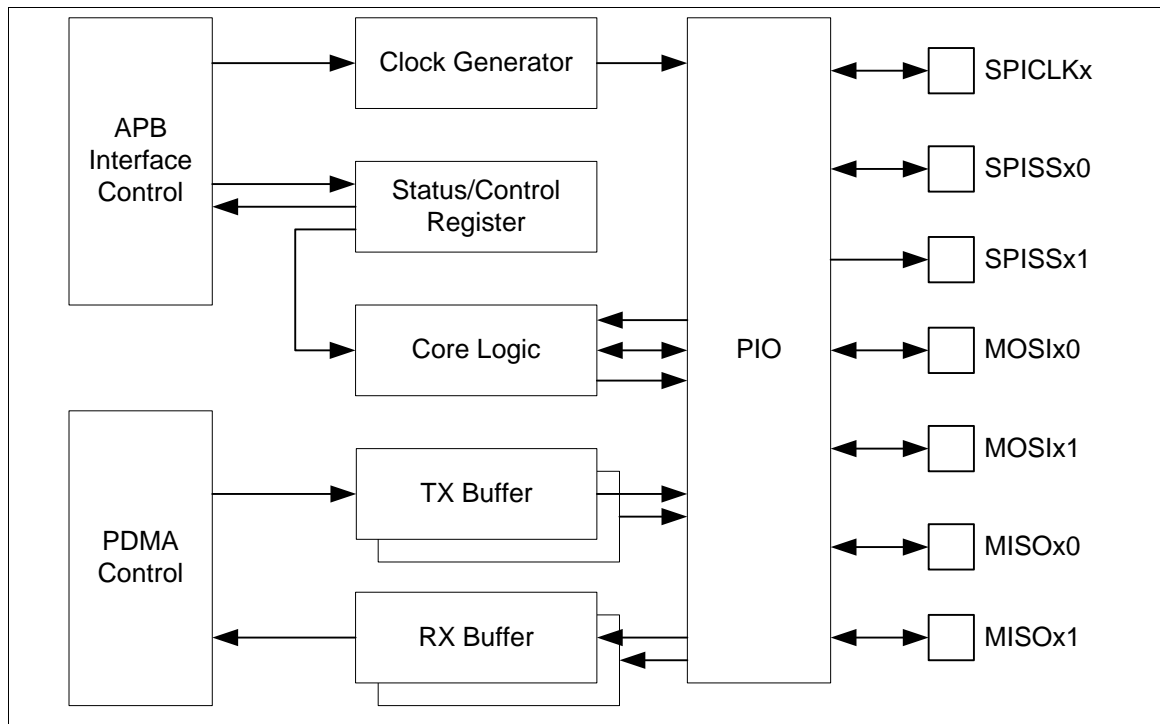 APB
Interface
Control
Clock Generator
Status/Control
Register
Core Logic
PDMA
Control
TX Buffer
RX Buffer
PIO
SPICLKx
SPISSx0
SPISSx1
MOSIx0
MOSIx1
MISOx0
MISOx1